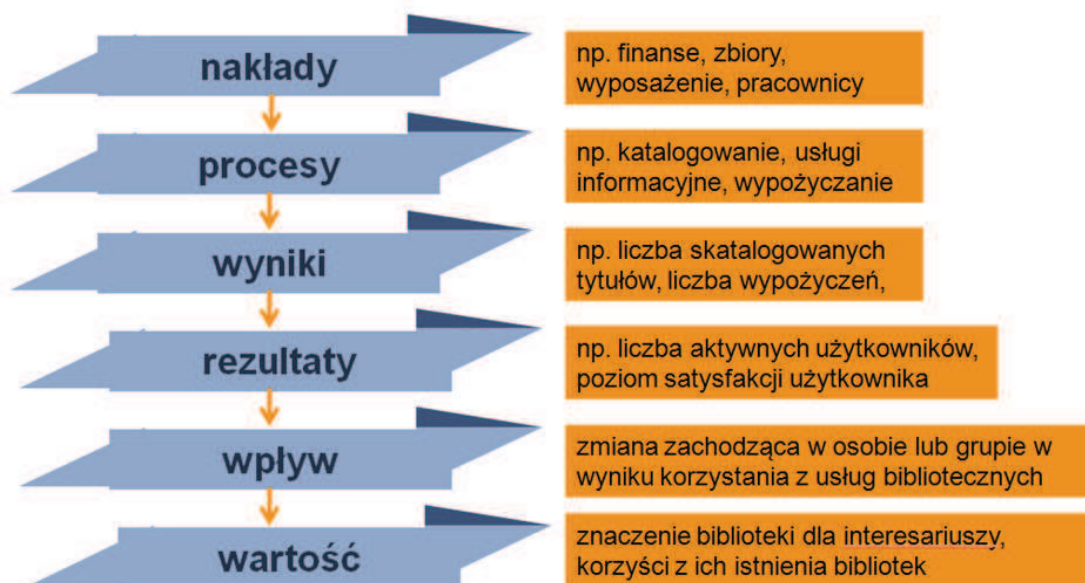 nakłady
np. finanse, zbiory,
wyposażenie, pracownicy
procesy
np. katalogowanie, usługi
informacyjne, wypożyczanie
wyniki
np. liczba skatalogowanych
tytułów, liczba wypożyczeń,
rezultaty
np. liczba aktywnych użytkowników,
poziom satysfakcji użytkownika
wpływ
zmiana zachodząca w osobie lub grupie w
wyniku korzystania z usług bibliotecznych
wartość
znaczenie biblioteki dla interesariuszy,
korzyści z ich istnienia bibliotek